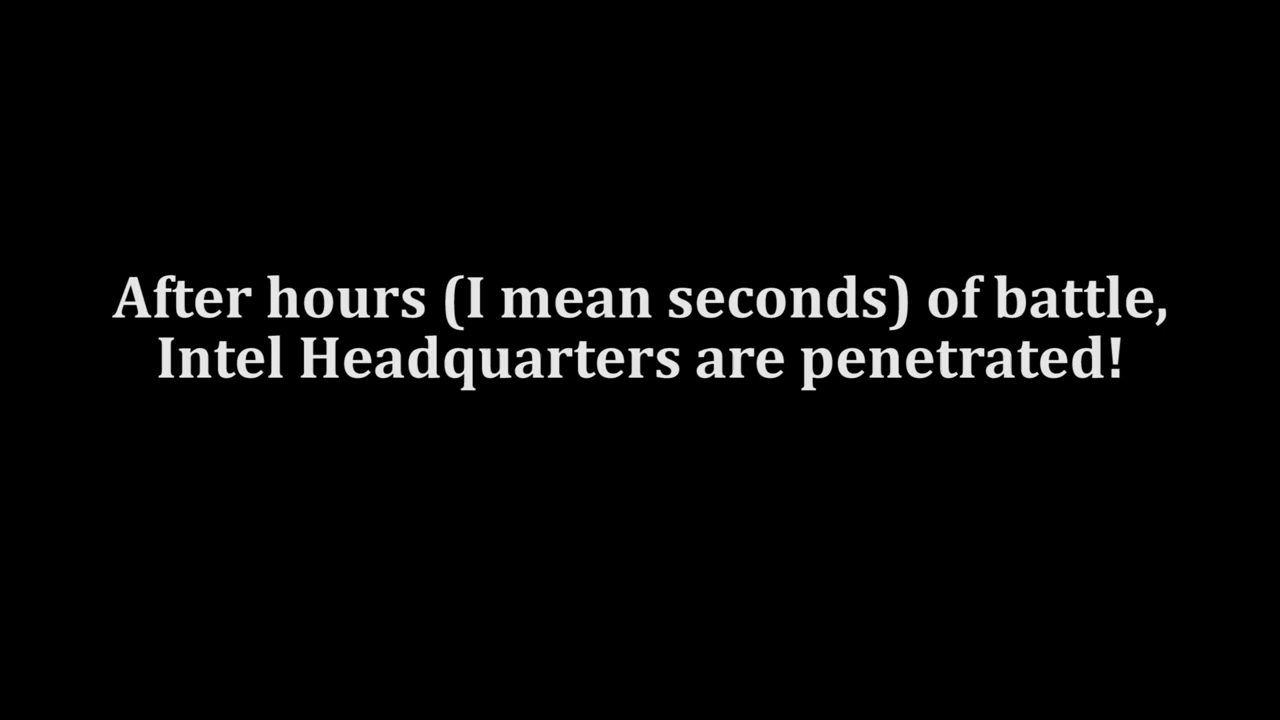 After hours (I mean seconds) of battle,
Intel Headquarters are penetrated!